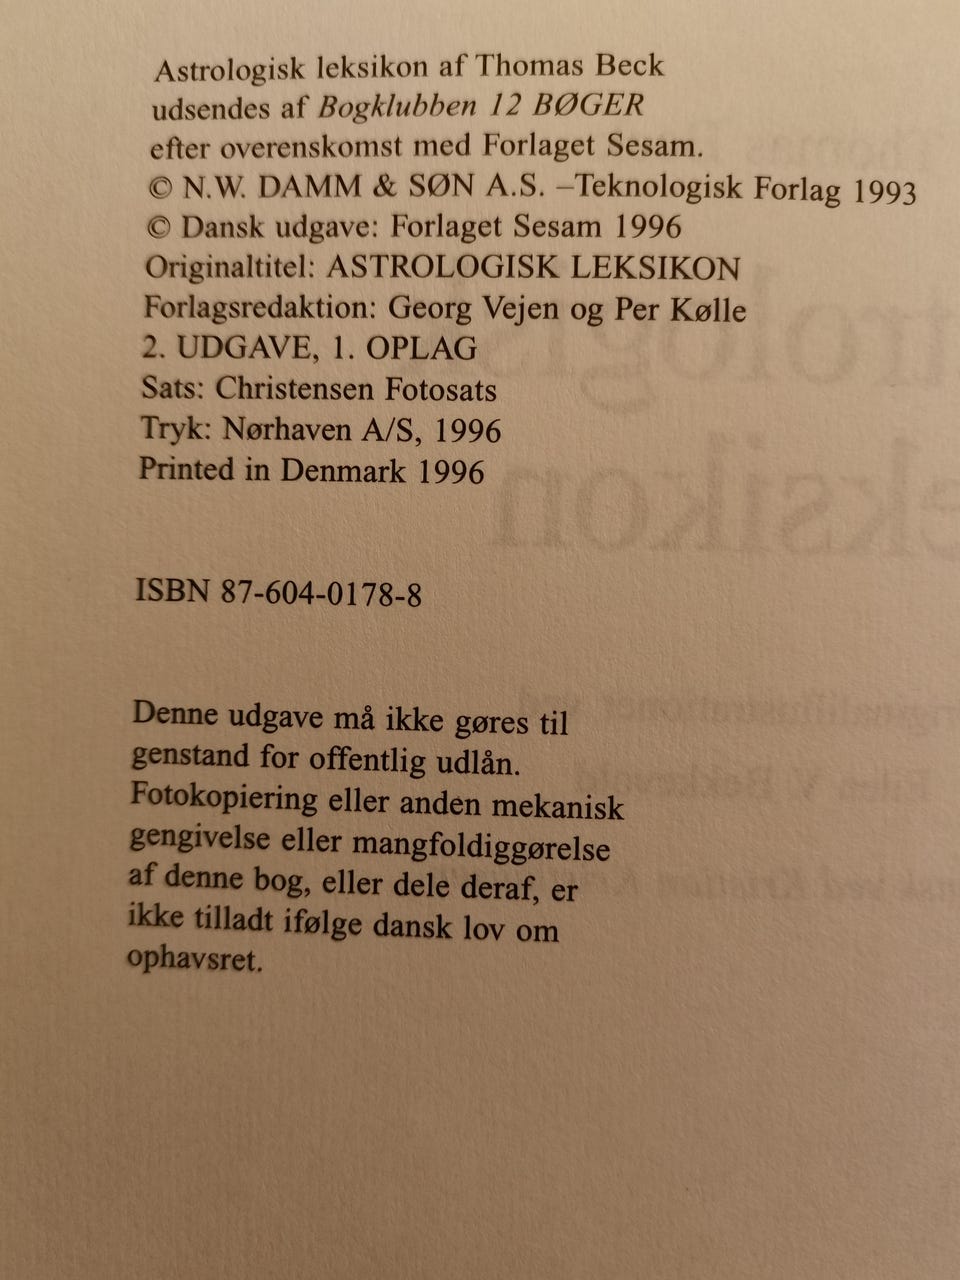 Astrologisk leksikon af Thomas Beck
udsendes af Bogklubben 12 BØGER
efter overenskomst med Forlaget Sesam.
© N.W. DAMM & SØN A.S. –Teknologisk Forlag 1993
© Dansk udgave: Forlaget Sesam 1996
Originaltitel: ASTROLOGISK LEKSIKON
Forlagsredaktion: Georg Vejen og Per Kølle
2. UDGAVE, 1. OPLAG
Sats: Christensen Fotosats
Tryk: Nørhaven A/S, 1996
Printed in Denmark 1996
ISBN 87-604-0178-8
Denne udgave må ikke gøres til
genstand for offentlig udlån.
Fotokopiering eller anden mekanisk
gengivelse eller mangfoldiggørelse
af denne bog, eller dele deraf, er
ikke tilladt ifølge dansk lov om
ophavsret.